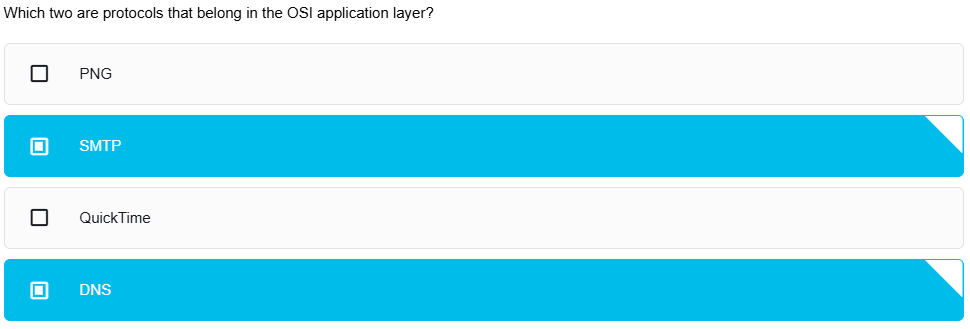 Which two are protocols that belong in the OSI application layer?
PNG
SMTP
QuickTime
DNS